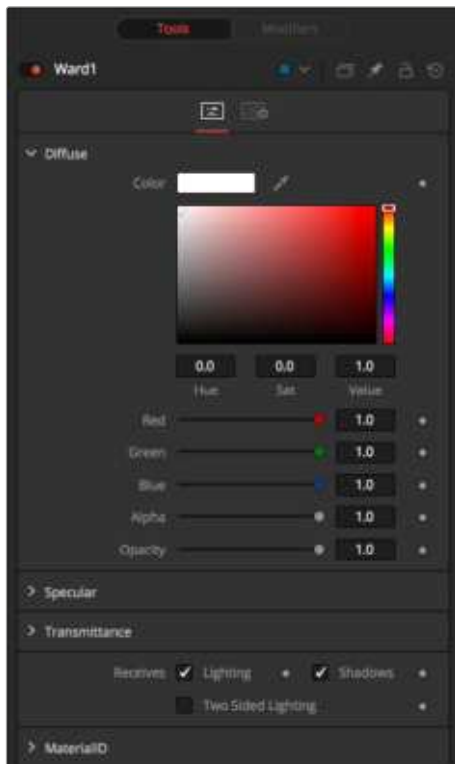 Tools Modifiers
Ward1
Diffuse
Color
0.0 0.0 1.0
Hue Sat Value
Red 1.0
Green 1.0
Blue 1.0
Alpha 1.0
Opacity 1.0
Specular
Transmittance
Receives Lighting Shadows
Two Sided Lighting
MaterialID